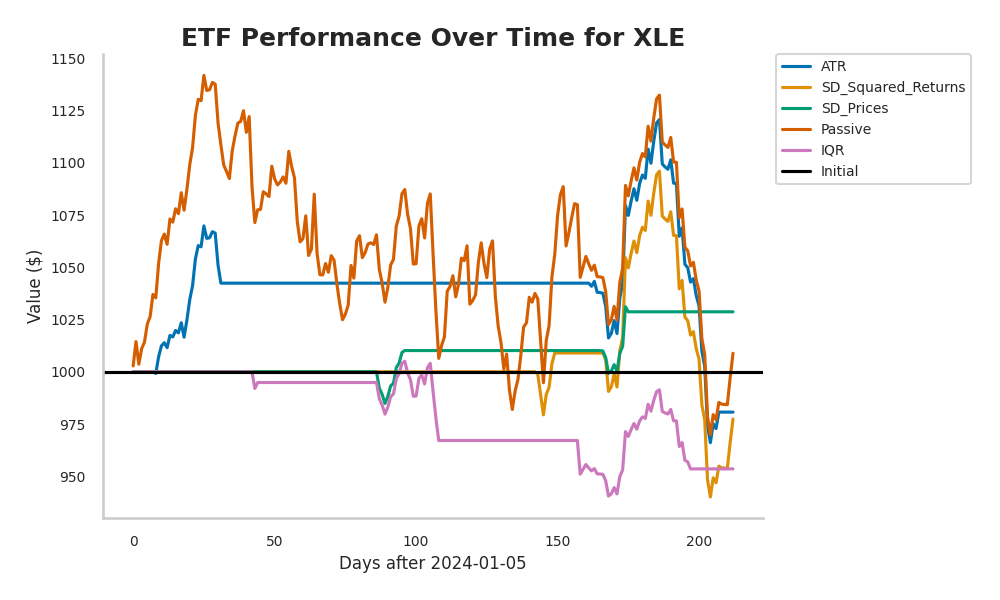 ETF Performance Over Time for XLE
1150
1125
1100
1075
1050
1025
1000
975
950
Value ($)
0
50
100
150
200
Days after 2024-01-05
ATR
SD_Squared_Returns
SD_Prices
Passive
IQR
Initial